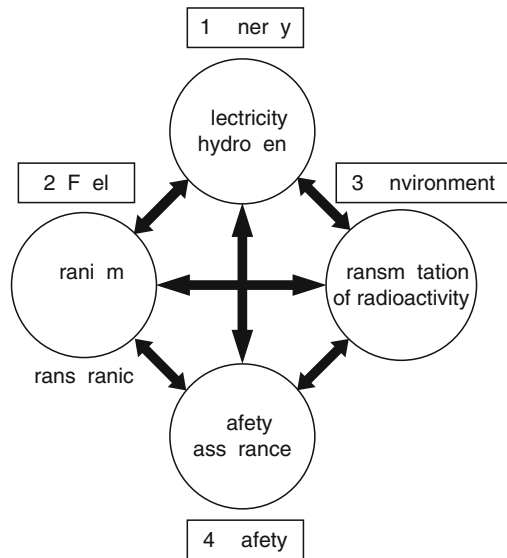 1 ner y
lectricity
hydro en
2 F el
3 nvironment
rani m
ransm tation
of radioactivity
rans ranic
afety
ass rance
4 afety